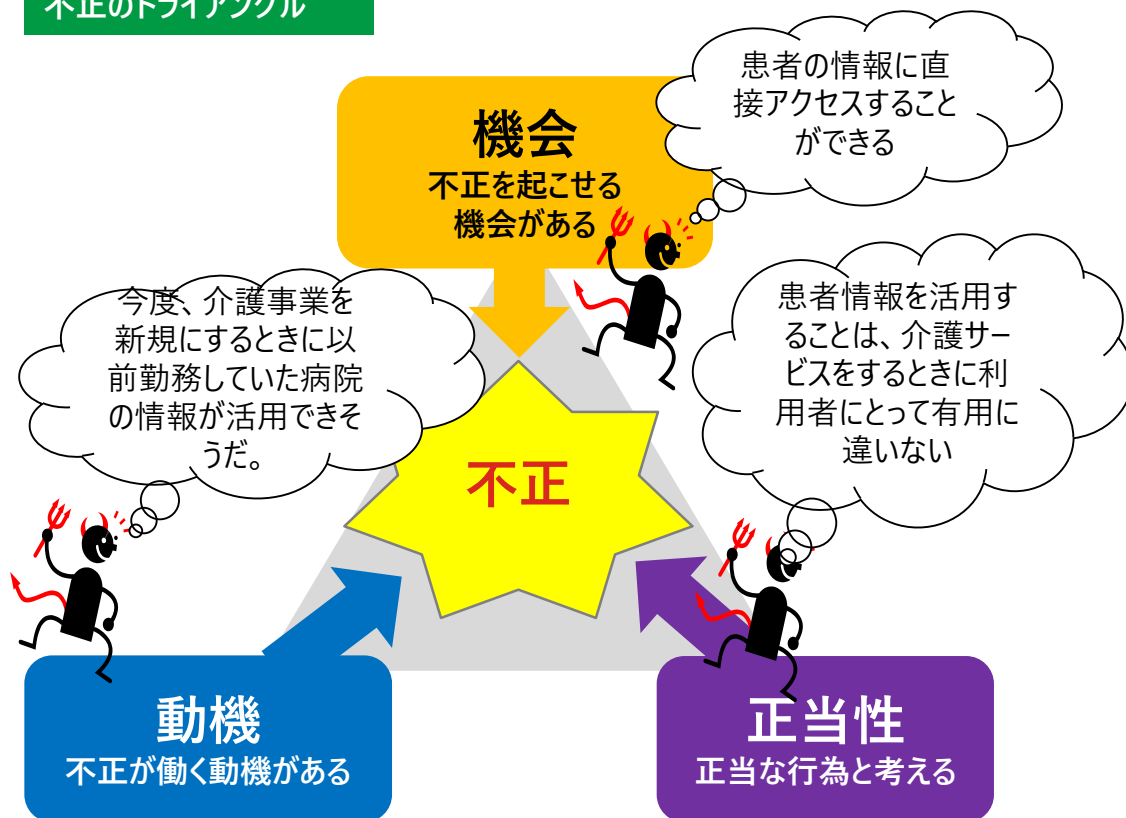 不正のトライアングル
患者の情報に直
接アクセスすること
ができる
機会
不正を起こせる
機会がある
今度、介護事業を
新規にするときに以
前勤務していた病院
の情報が活用できそ
うだ。
患者情報を活用す
ることは、介護サー
ビスをするときに利
用者にとって有用に
違いない
不正
動機
不正が働く動機がある
正当性
正当な行為と考える